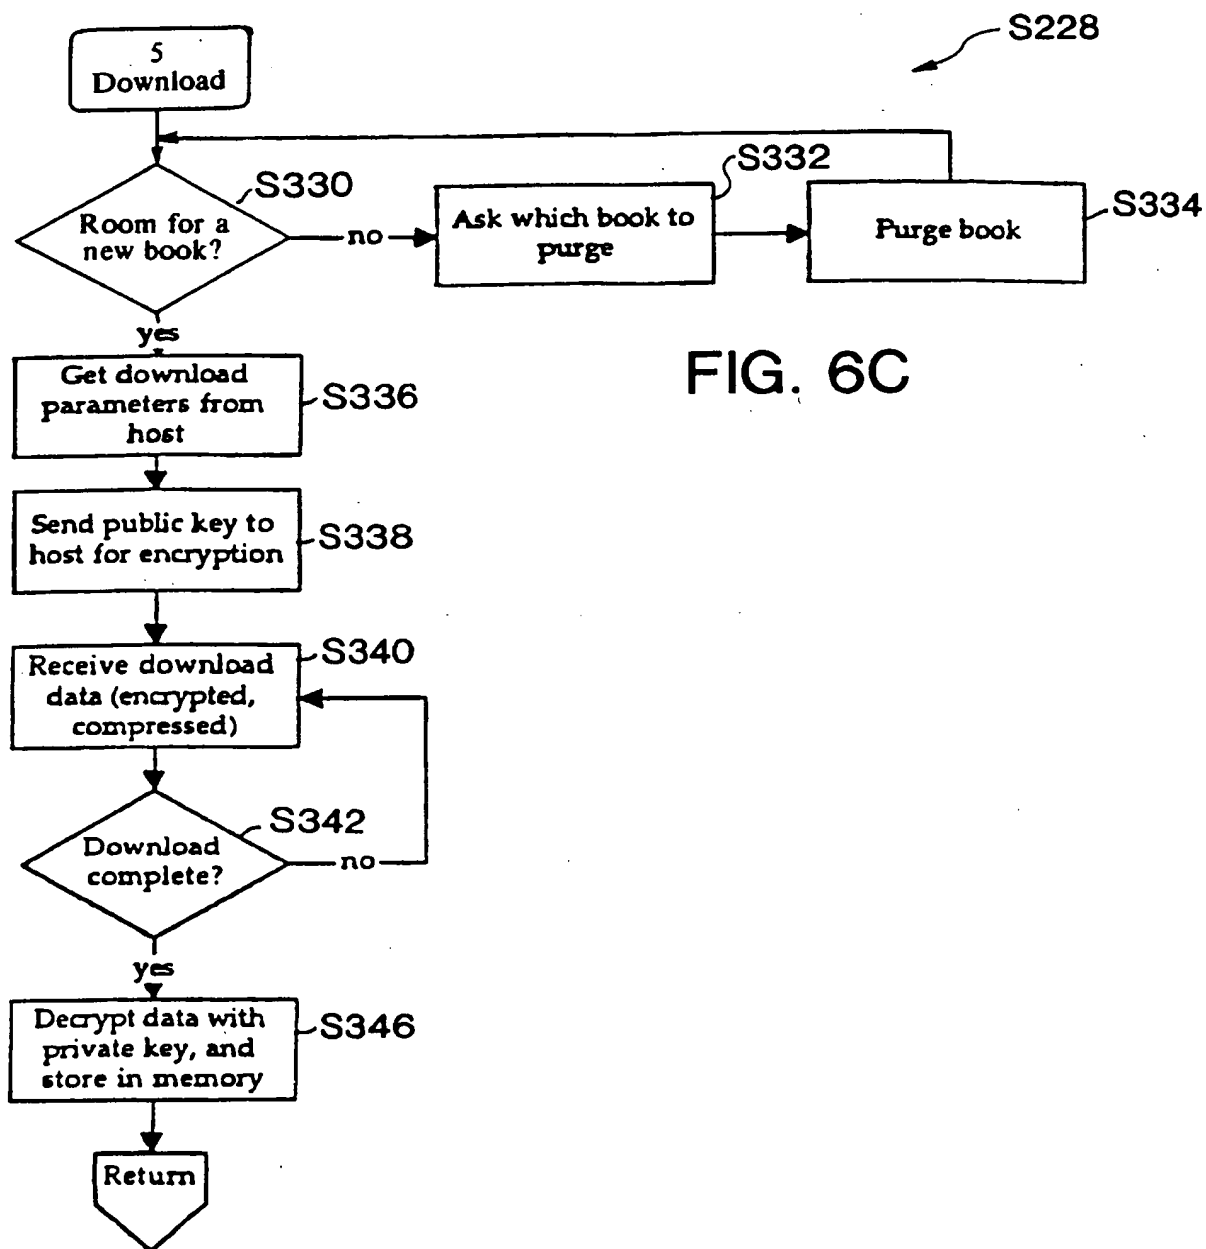 S228
5
Download
S330
Room for a
new book?
no
S332
Ask which book to
purge
S334
Purge book
yes
FIG. 6C
Get download
parameters from
host
S336
Send public key to
host for encryption
S338
S340
Receive download
data (encrypted,
compressed)
S342
Download
complete?
no
yes
Decrypt data with
private key, and
store in memory
S346
Return